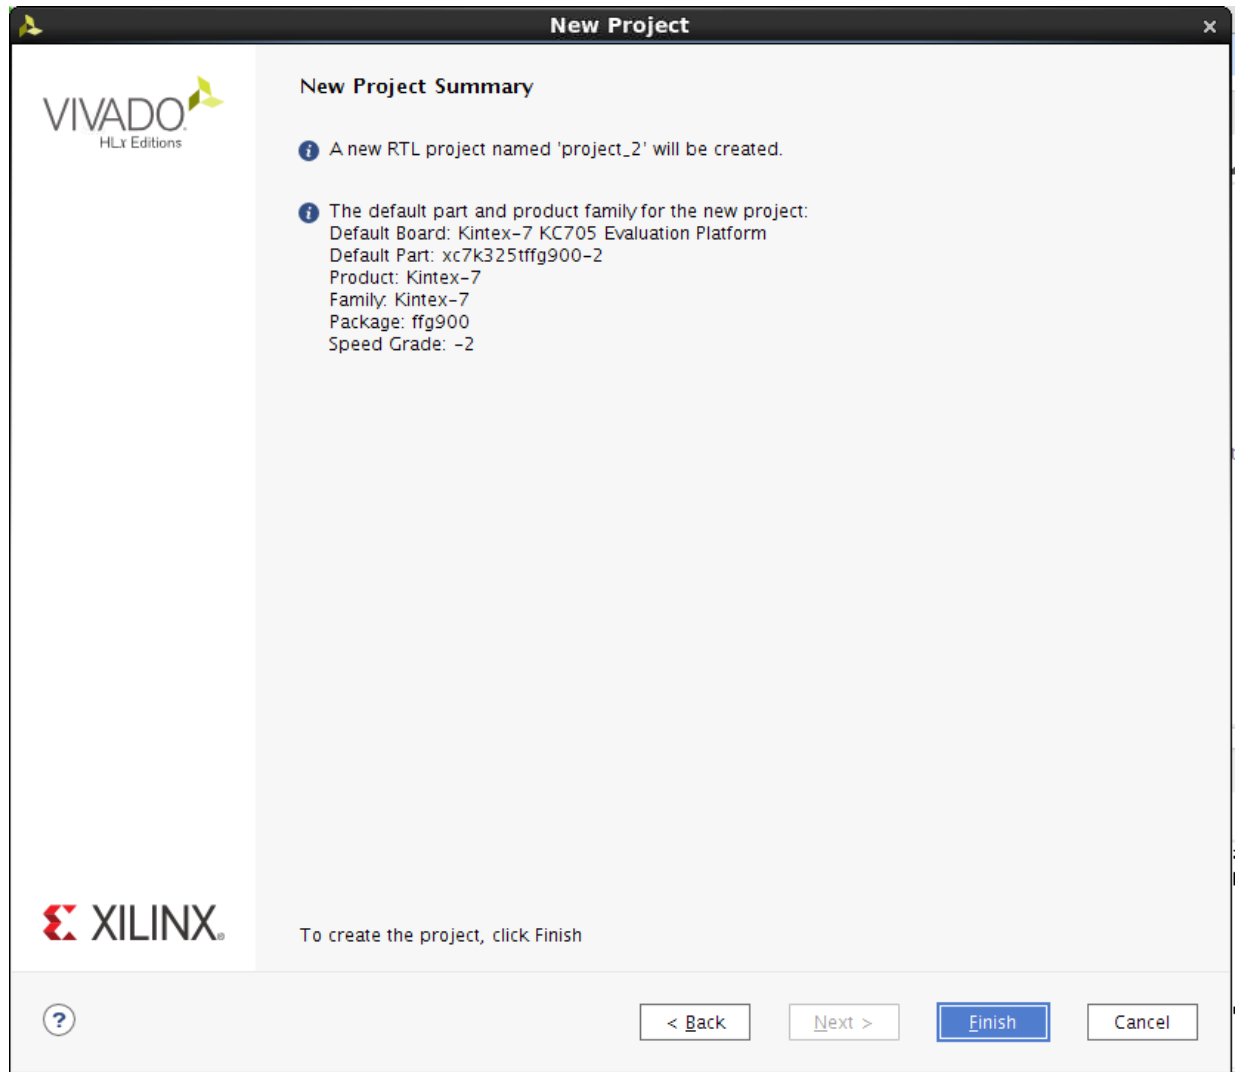 New Project
VIVADO
HLx Editions
New Project Summary
A new RTL project named 'project_2' will be created.
The default part and product family for the new project:
Default Board: Kintex-7 KC705 Evaluation Platform
Default Part: xc7k325tffg900-2
Product: Kintex-7
Family: Kintex-7
Package: ffg900
Speed Grade: -2
XILINX
To create the project, click Finish
?
< Back
Next >
Finish
Cancel